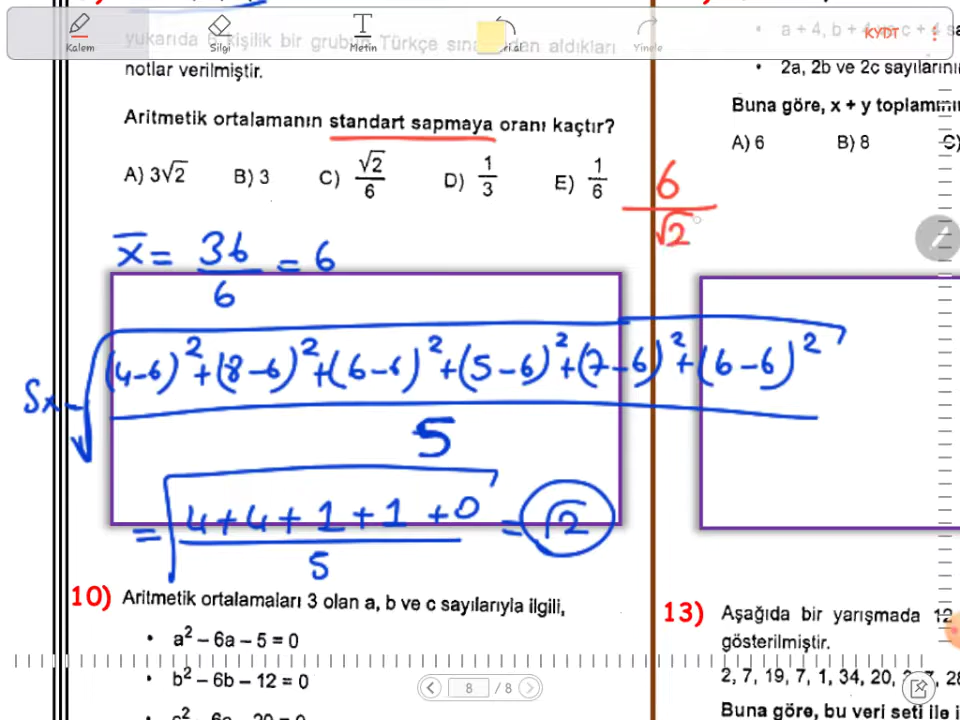 Kalem
Silgi
Metin
Yinele
KYDT
yukarıda 6 kişilik bir grubun Türkçe sınavından aldıkları
notlar verilmiştir.
Aritmetik ortalamanın standart sapmaya oranı kaçtır?
A) 3√2 B) 3 C) √2/6 D) 1/3 E) 1/6
6/√2
x̄ = 36/6 = 6
Sx = √((4-6)²+(8-6)²+(6-6)²+(5-6)²+(7-6)²+(6-6)²)/5
= √(4+4+1+1+0)/5 = √2
10) Aritmetik ortalamaları 3 olan a, b ve c sayılarıyla ilgili,
• a² – 6a – 5 = 0
• b² – 6b – 12 = 0
• a + 4, b + 4 ve c + 4
• 2a, 2b ve 2c
Buna göre, x + y
A) 6 B) 8
13) Aşağıda bir yarışmada 12
gösterilmiştir.
2, 7, 19, 7, 1, 34, 20,
Buna göre, bu veri seti ile
8 / 8